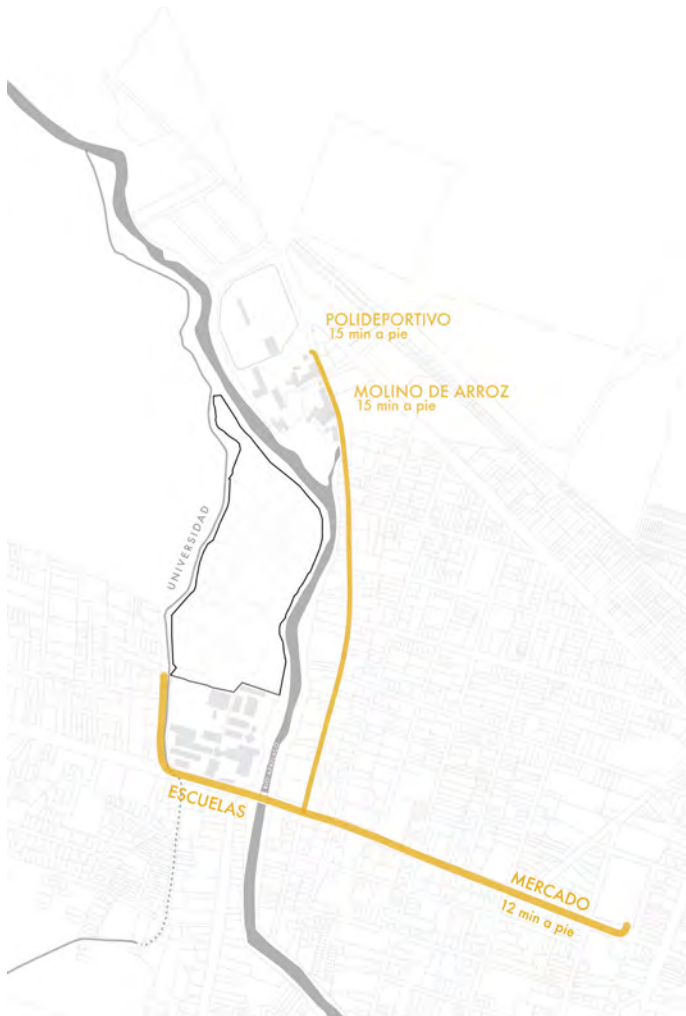 POLIDEPORTIVO
15 min a pie
MOLINO DE ARROZ
15 min a pie
UNIVERSIDAD
ESCUELAS
MERCADO
12 min a pie